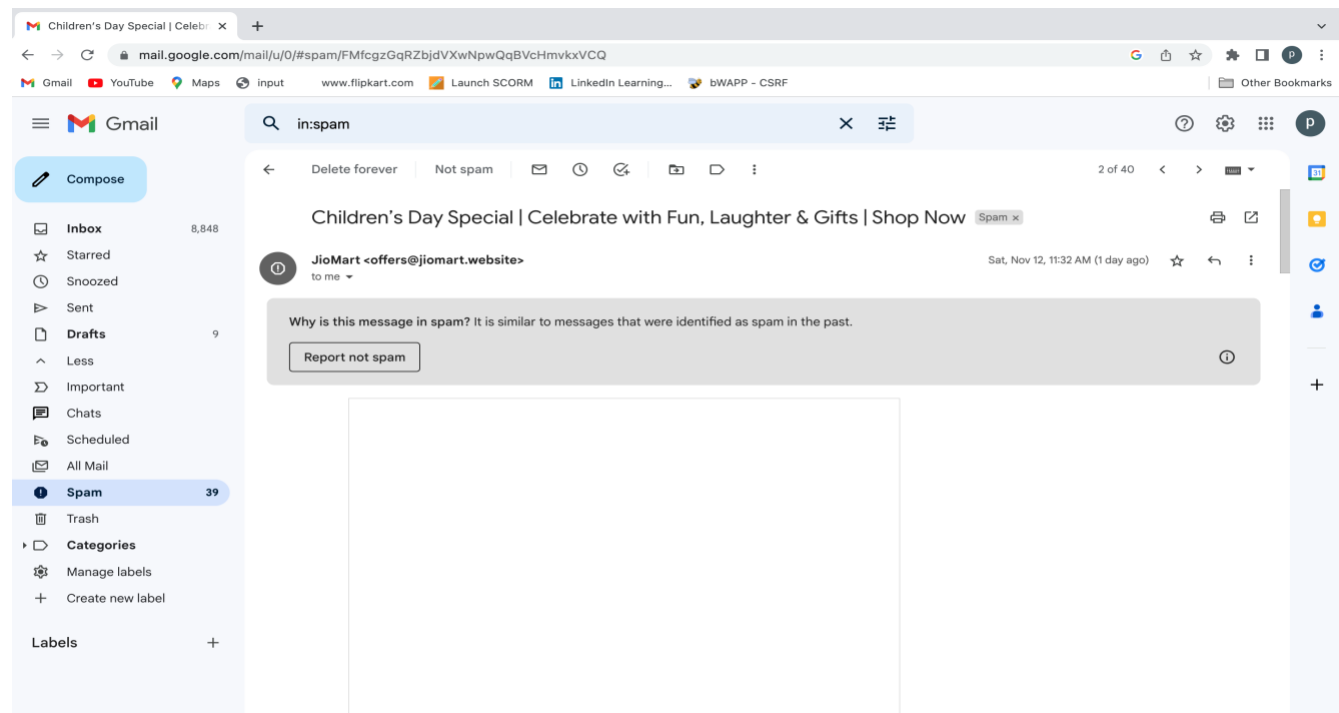 Children's Day Special | Celebr
mail.google.com/mail/u/0/#spam/FMfcgzGqRZbjdVXwNpwQqBVcHmvkxVCQ
Gmail YouTube Maps input www.flipkart.com Launch SCORM LinkedIn Learning... bWAPP - CSRF Other Bookmarks
Gmail in:spam
Compose
Delete forever Not spam 2 of 40
Children's Day Special | Celebrate with Fun, Laughter & Gifts | Shop Now Spam ×
Inbox 8,848
Starred
Snoozed
Sent
Drafts 9
Less
Important
Chats
Scheduled
All Mail
Spam 39
Trash
Categories
Manage labels
Create new label
Labels
JioMart <offers@jiomart.website> Sat, Nov 12, 11:32 AM (1 day ago)
to me
Why is this message in spam? It is similar to messages that were identified as spam in the past.
Report not spam
31
p
p